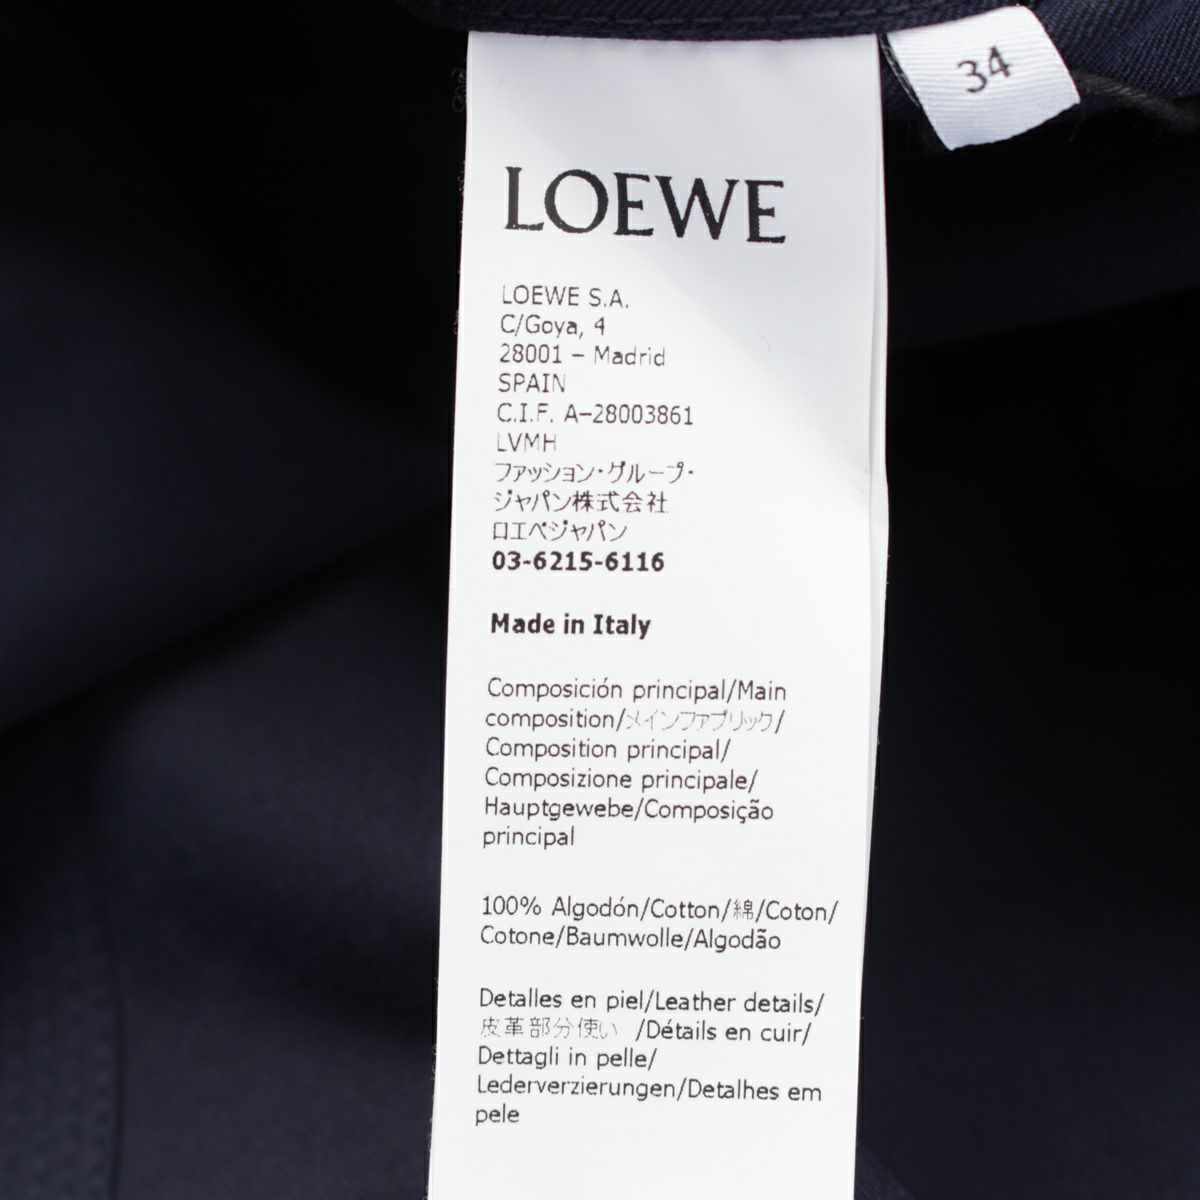 34
LOEWE
LOEWE S.A.
C/Goya, 4
28001 – Madrid
SPAIN
C.I.F. A–28003861
LVMH
ファッション・グループ・
ジャパン株式会社
ロエベジャパン
03-6215-6116
Made in Italy
Composición principal/Main
composition/メインファブリック/
Composition principal/
Composizione principale/
Hauptgewebe/Composição
principal
100% Algodón/Cotton/綿/Coton/
Cotone/Baumwolle/Algodão
Detalles en piel/Leather details/
皮革部分使い /Détails en cuir/
Dettagli in pelle/
Lederverzierungen/Detalhes em
pele